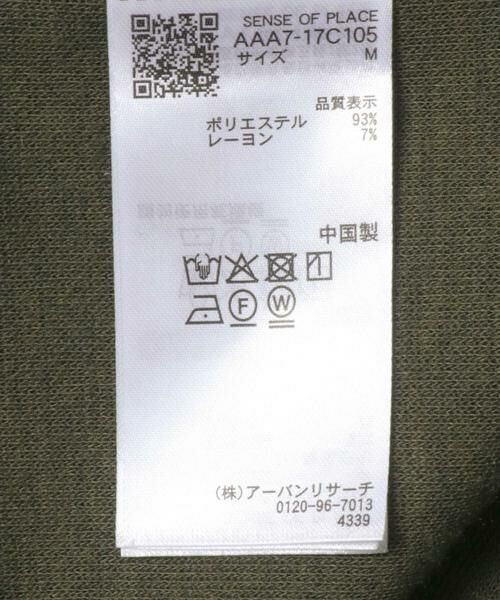 SENSE OF PLACE
AAA7-17C105
サイズ M
品質表示
ポリエステル 93%
レーヨン 7%
中国製
F W
(株)アーバンリサーチ
0120-96-7013
4339